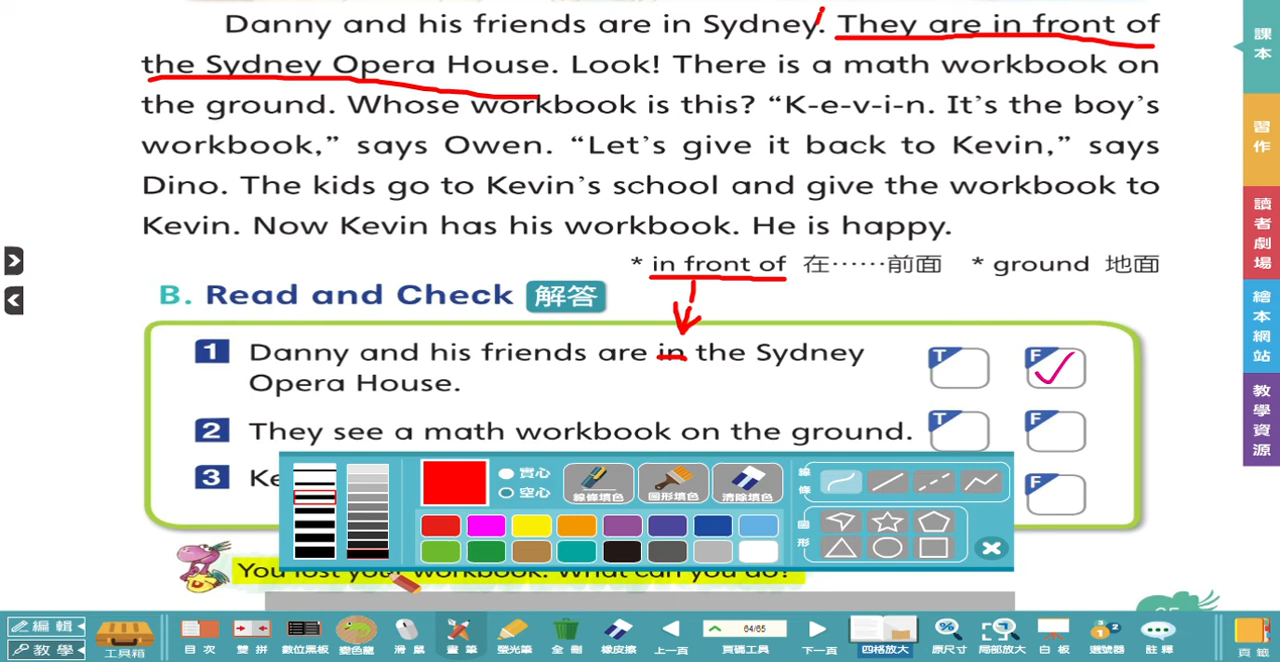 Danny and his friends are in Sydney. They are in front of
the Sydney Opera House. Look! There is a math workbook on
the ground. Whose workbook is this? “K-e-v-i-n. It’s the boy’s
workbook,” says Owen. “Let’s give it back to Kevin,” says
Dino. The kids go to Kevin’s school and give the workbook to
Kevin. Now Kevin has his workbook. He is happy.
* in front of 在……前面 * ground 地面
B. Read and Check 解答
1 Danny and his friends are in the Sydney
Opera House.
T F
2 They see a math workbook on the ground.
T F
3 Ke
F
實心
空心
線條填色 圖形填色 清除填色
線條
圖形
You lost your workbook. What can you do?
課本
習作
讀者劇場
繪本網站
教學資源
編輯
教學
工具箱 目次 雙拼 數位黑板 變色龍 滑鼠 畫筆 螢光筆 全刪 橡皮擦 上一頁 64/65 頁碼工具 下一頁 四格放大 原尺寸 局部放大 白板 選號器 註釋 頁籤